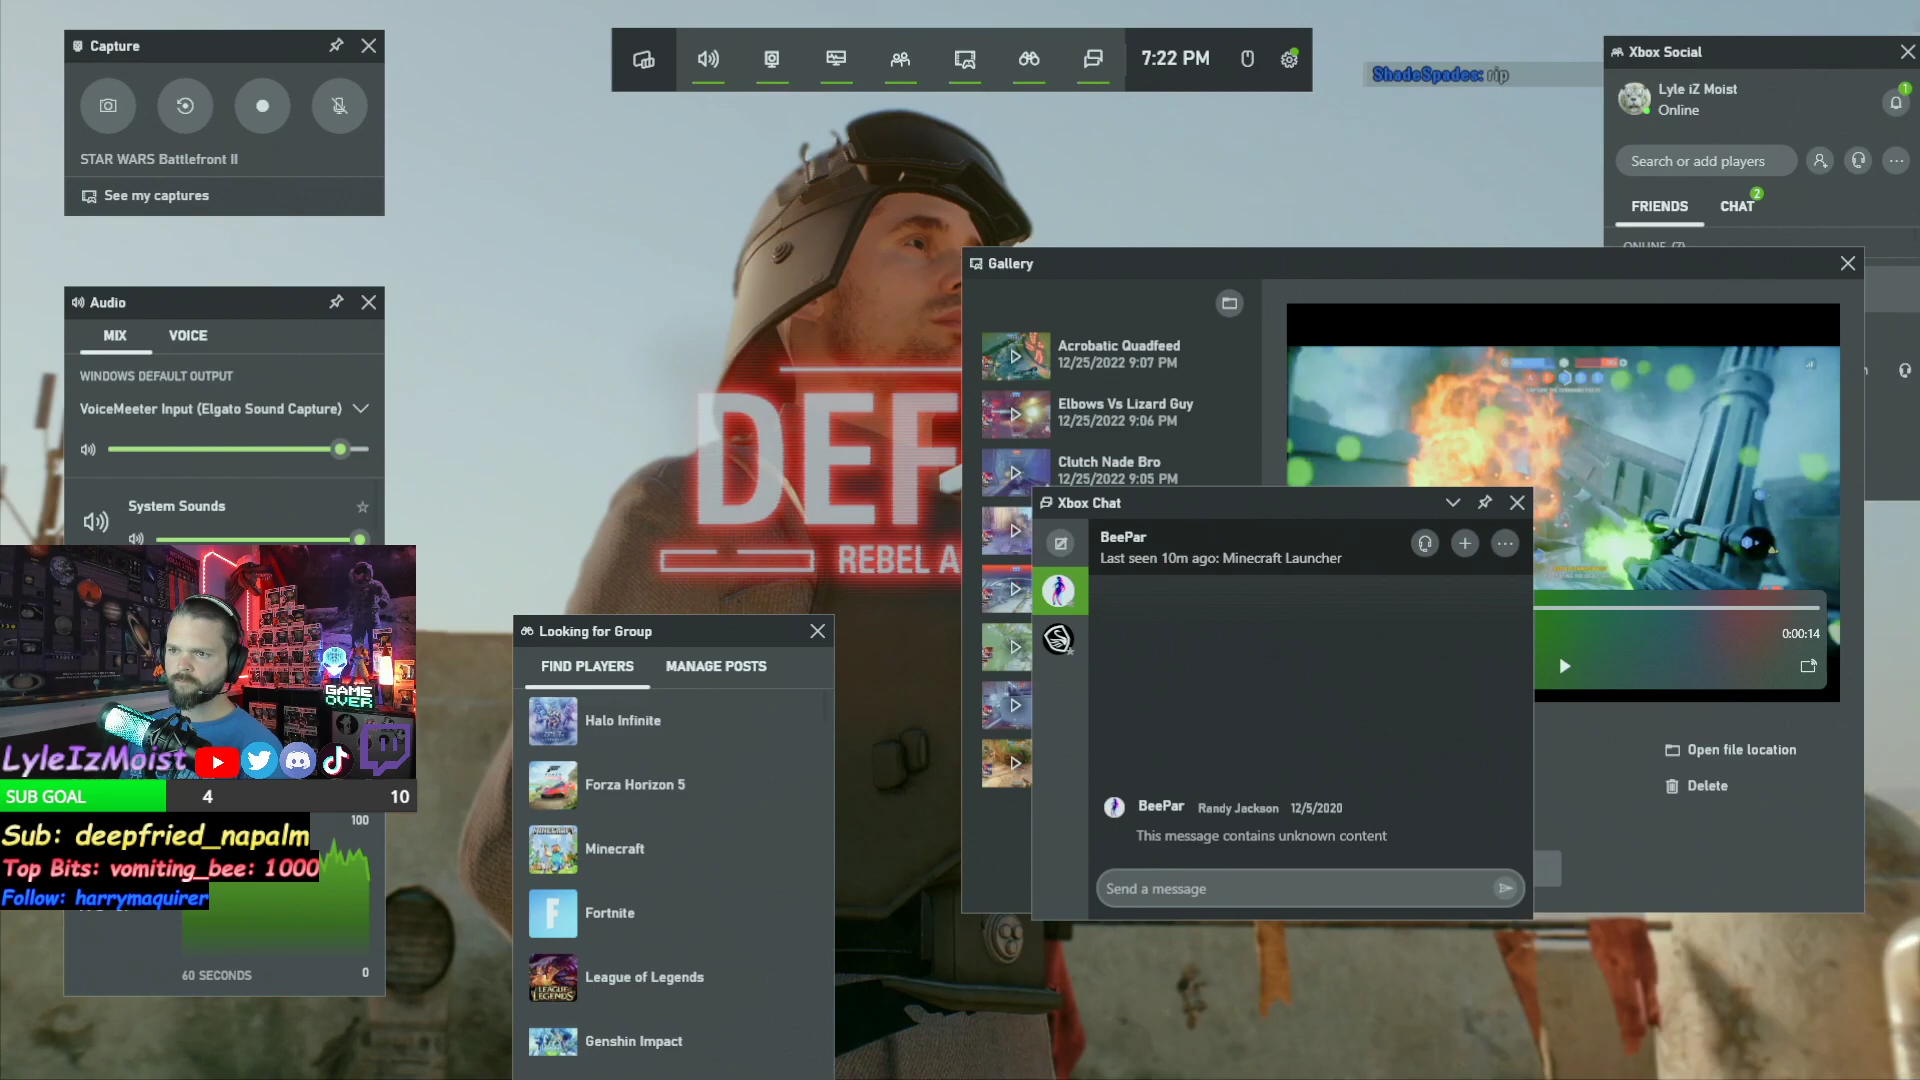 Capture
STAR WARS Battlefront II
See my captures
7:22 PM
ShadeSpades: rip
Xbox Social
Lyle iZ Moist
Online
1
Search or add players
FRIENDS
CHAT
2
Audio
MIX
VOICE
WINDOWS DEFAULT OUTPUT
VoiceMeeter Input (Elgato Sound Capture)
System Sounds
DEF
REBEL A
Gallery
Acrobatic Quadfeed
12/25/2022 9:07 PM
Elbows Vs Lizard Guy
12/25/2022 9:06 PM
Clutch Nade Bro
12/25/2022 9:05 PM
0:00:14
Open file location
Delete
Xbox Chat
BeePar
Last seen 10m ago: Minecraft Launcher
BeePar Randy Jackson 12/5/2020
This message contains unknown content
Send a message
Looking for Group
FIND PLAYERS
MANAGE POSTS
Halo Infinite
Forza Horizon 5
Minecraft
Fortnite
League of Legends
Genshin Impact
GAME
OVER
LyleIzMoist
SUB GOAL 4 10
Sub: deepfried_napalm
Top Bits: vomiting_bee: 1000
Follow: harrymaquirer
100
60 SECONDS
0